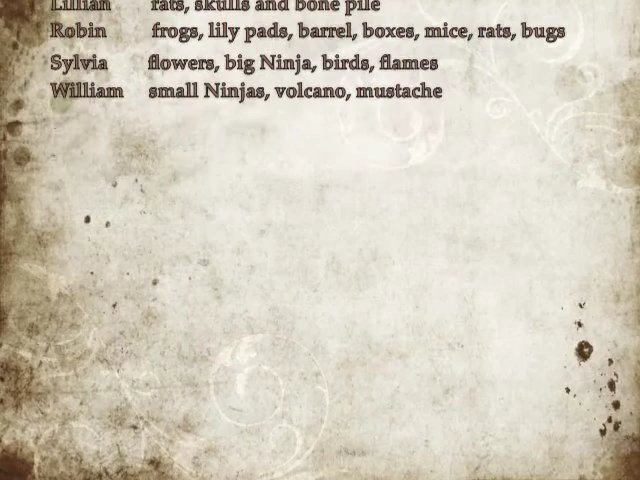 Lillian rats, skulls and bone pile
Robin frogs, lily pads, barrel, boxes, mice, rats, bugs
Sylvia flowers, big Ninja, birds, flames
William small Ninjas, volcano, mustache